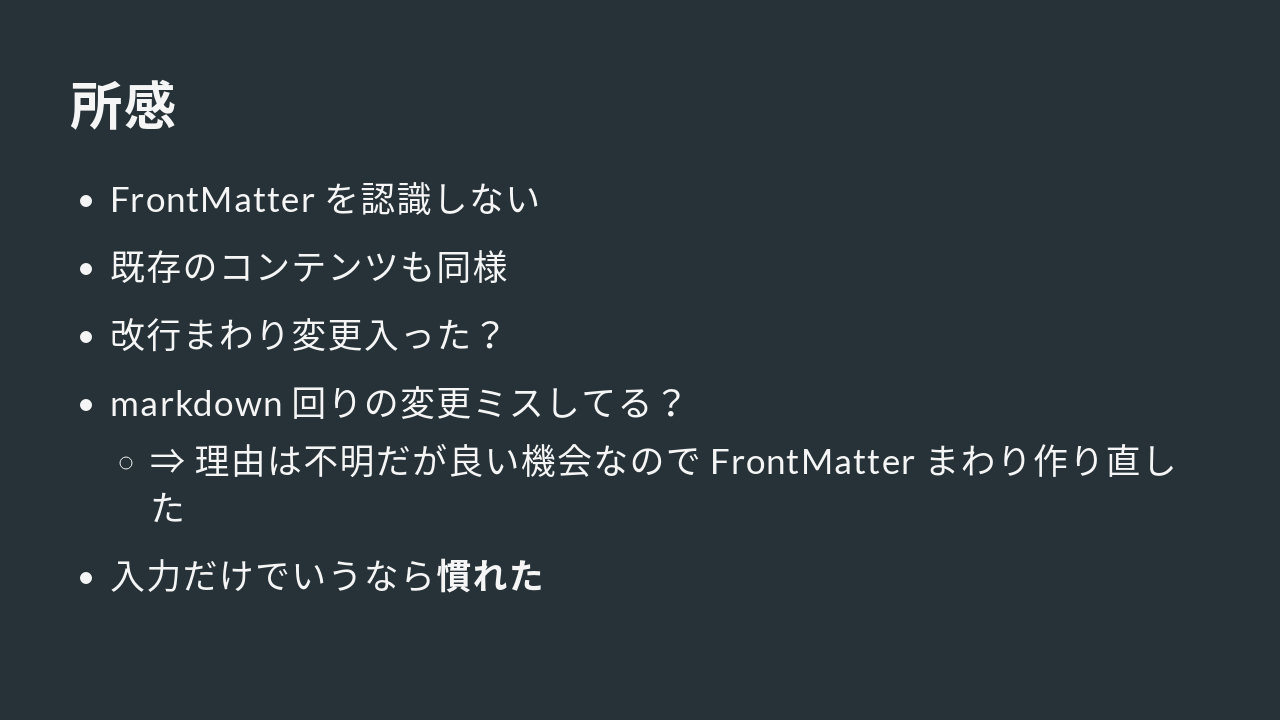 所感
• FrontMatter を認識しない
• 既存のコンテンツも同様
• 改行まわり変更入った？
• markdown 回りの変更ミスしてる？
○ ⇒ 理由は不明だが良い機会なので FrontMatter まわり作り直し
た
• 入力だけでいうなら慣れた